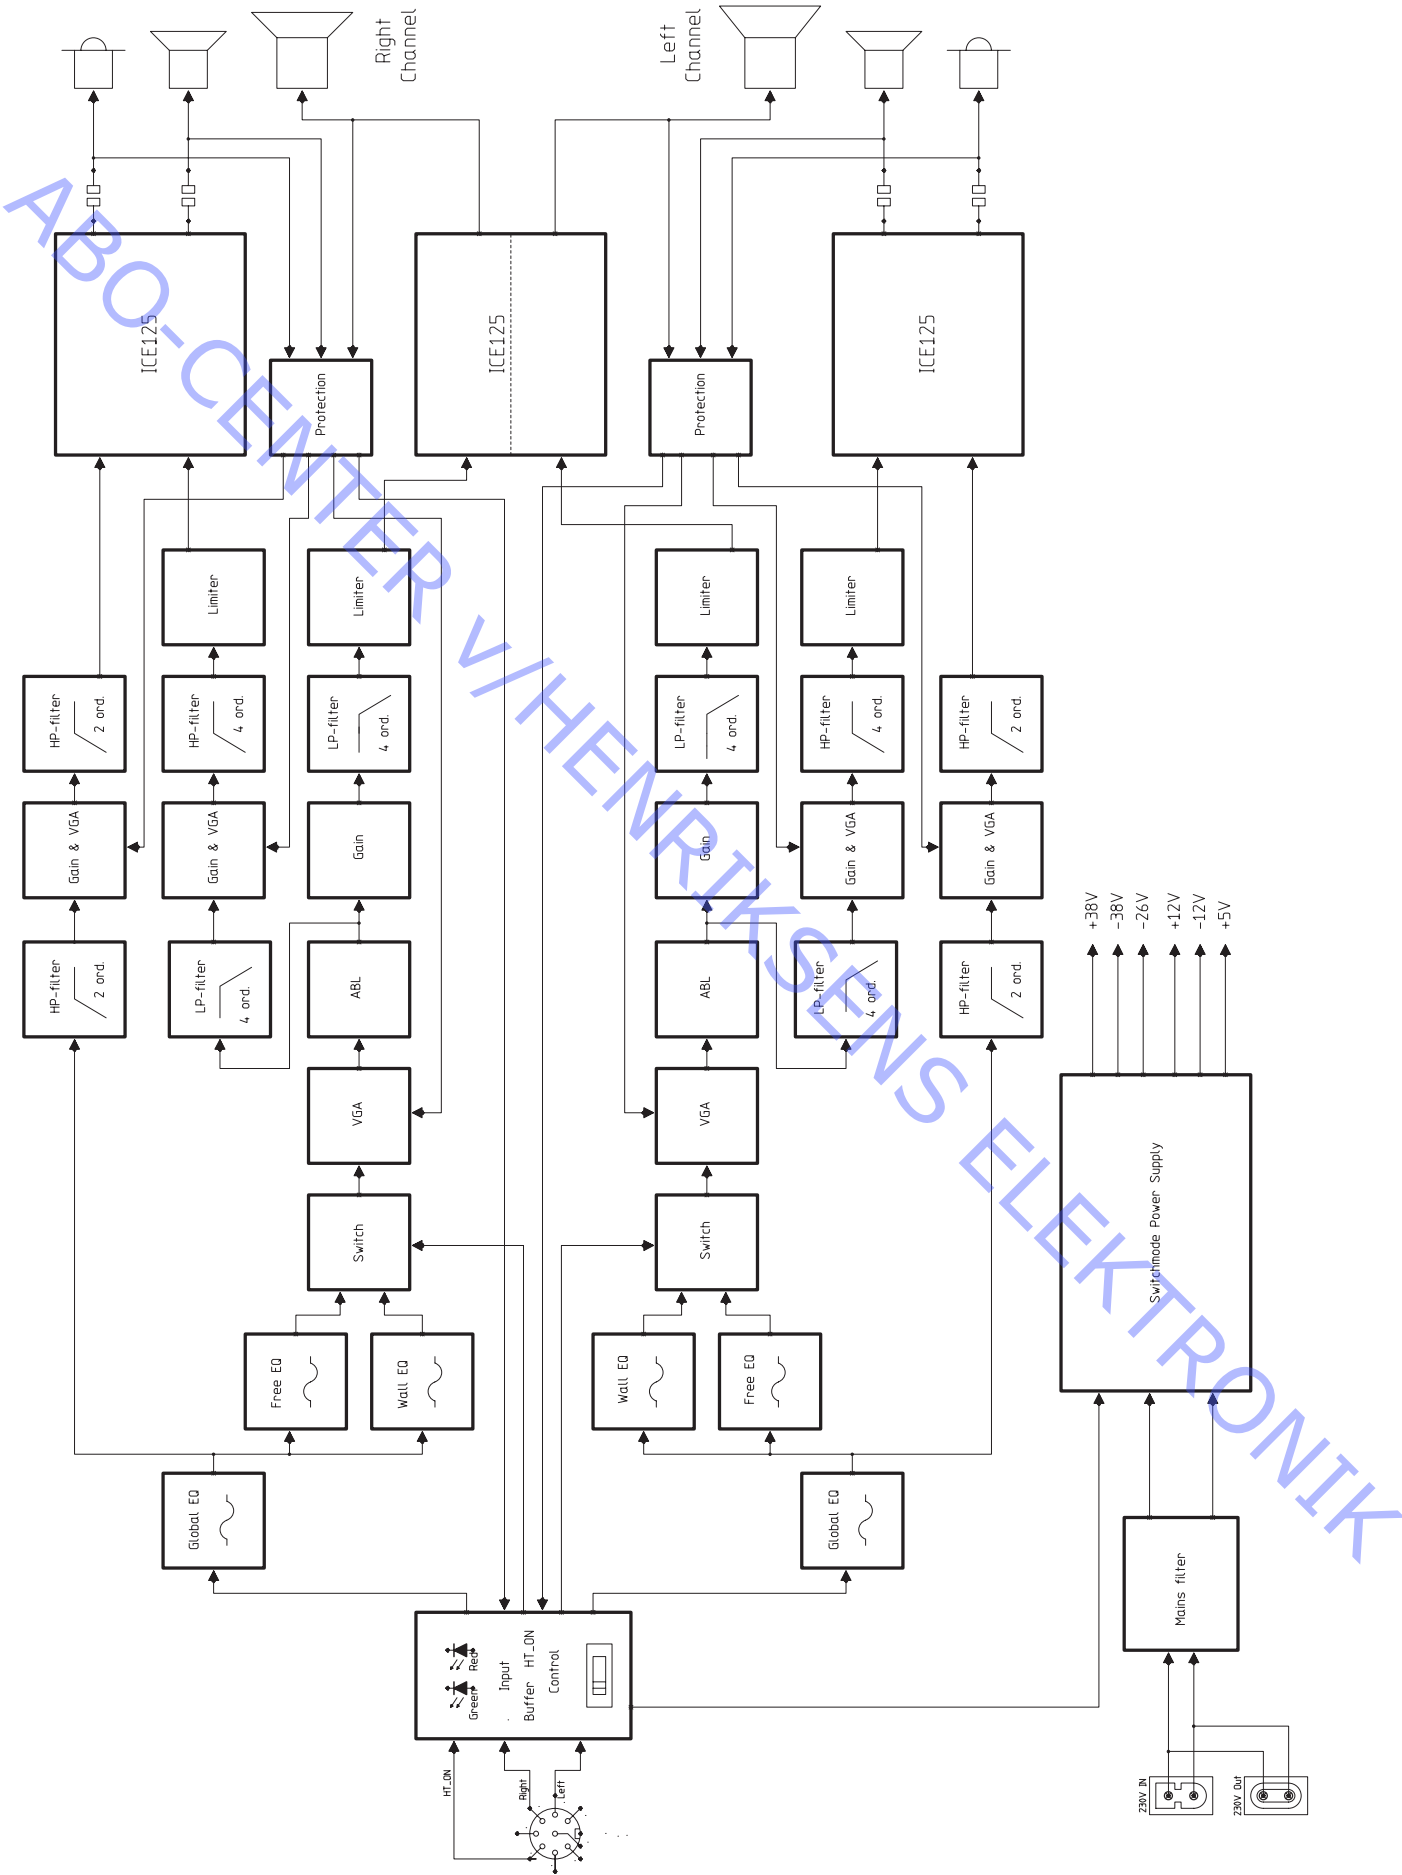 Right
Channel
Left
Channel
ICE125
ICE125
ICE125
Protection
Protection
Limiter
Limiter
Limiter
Limiter
HP-filter
2 ord.
HP-filter
4 ord.
LP-filter
4 ord.
LP-filter
4 ord.
HP-filter
4 ord.
HP-filter
2 ord.
Gain & VGA
Gain & VGA
Gain
Gain
Gain & VGA
Gain & VGA
HP-filter
2 ord.
LP-filter
4 ord.
ABL
ABL
LP-filter
4 ord.
HP-filter
2 ord.
+38V
-38V
-26V
+12V
-12V
+5V
VGA
VGA
Switch
Switch
Switchmode Power Supply
Free EQ
Wall EQ
Wall EQ
Free EQ
Global EQ
Global EQ
Mains filter
Green
Red
Input
Buffer HT_ON
Control
HT_ON
Right
Left
230V IN
230V Out
ABO-CENTER v/HENRIKSENS ELEKTRONIK